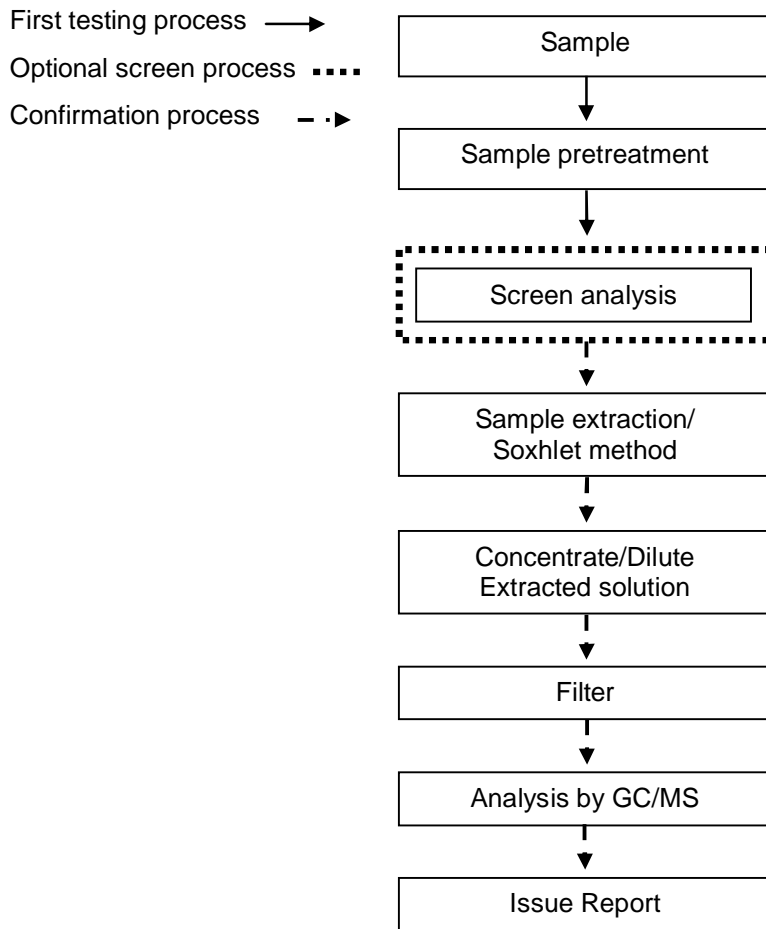 First testing process
Optional screen process
Confirmation process
Sample
Sample pretreatment
Screen analysis
Sample extraction/
Soxhlet method
Concentrate/Dilute
Extracted solution
Filter
Analysis by GC/MS
Issue Report